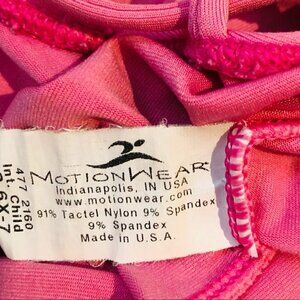 MOTIONWEAR
Indianapolis, IN USA
www.motionwear.com
91% Tactel Nylon 9% Spandex
9% Spandex
Made in U.S.A.
477 2160
Int. Child
6X-7